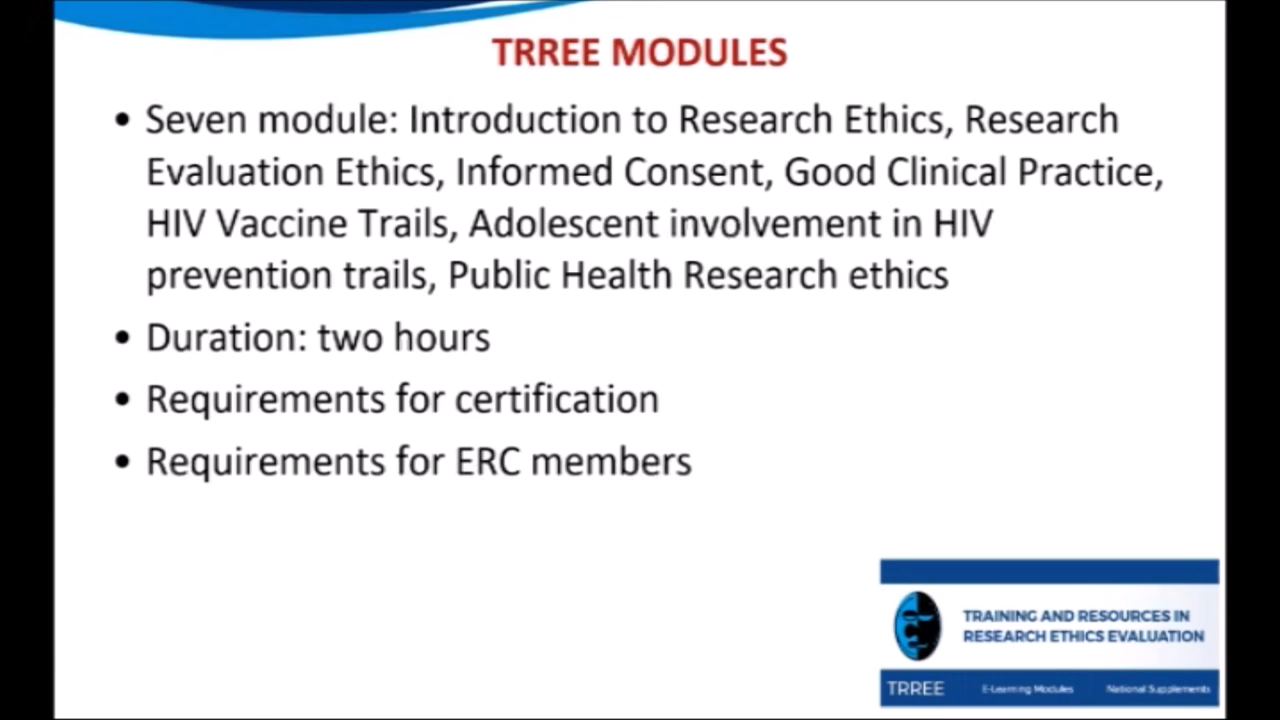 TRREE MODULES
• Seven module: Introduction to Research Ethics, Research
Evaluation Ethics, Informed Consent, Good Clinical Practice,
HIV Vaccine Trails, Adolescent involvement in HIV
prevention trails, Public Health Research ethics
• Duration: two hours
• Requirements for certification
• Requirements for ERC members
TRAINING AND RESOURCES IN
RESEARCH ETHICS EVALUATION
TRREE E-Learning Modules National Supplements